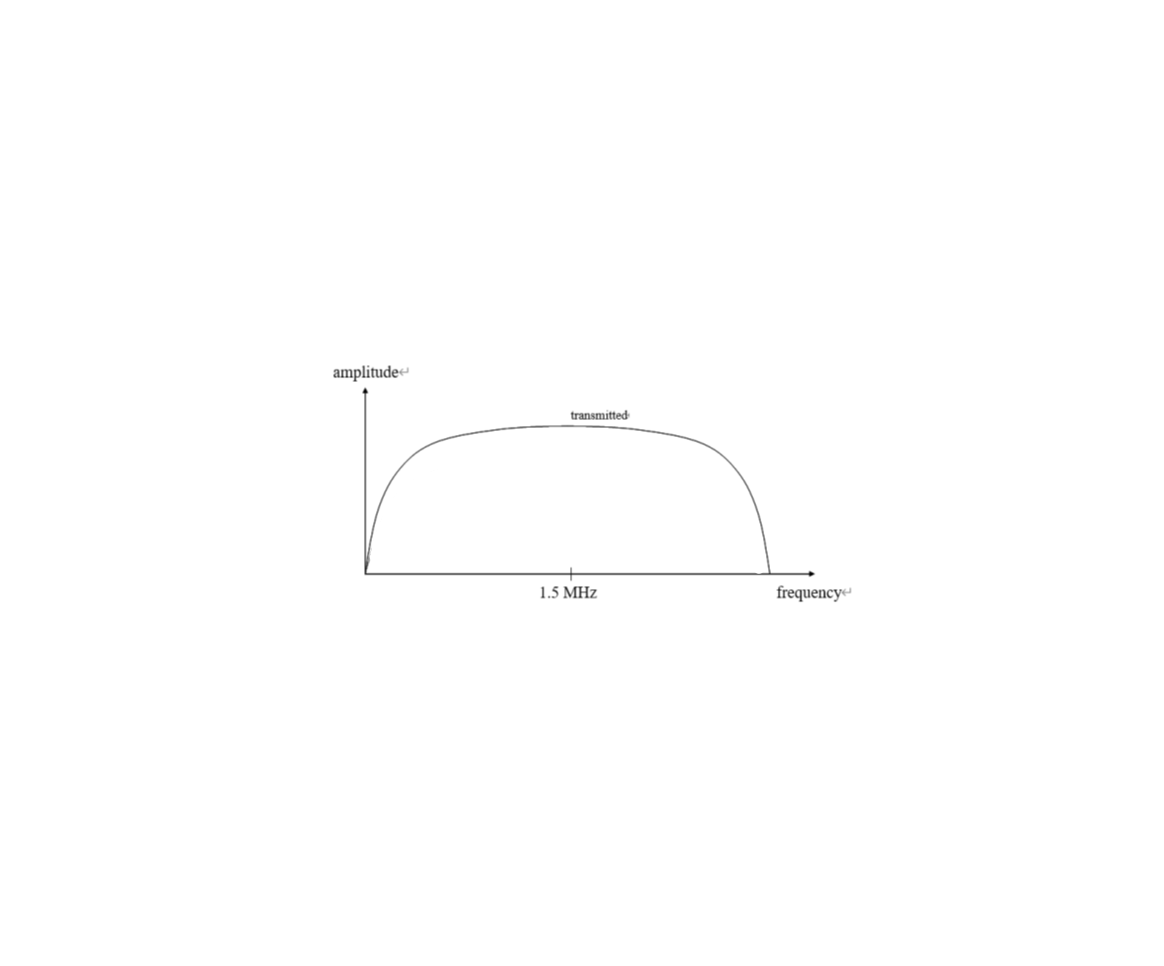 amplitude↵
transmitted
1.5 MHz
frequency↵